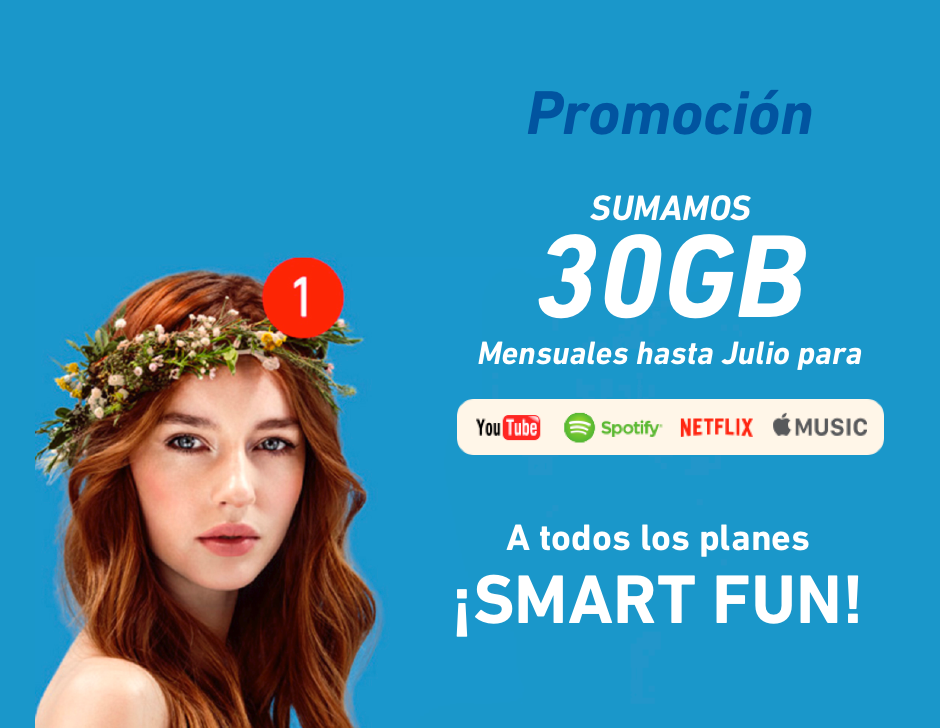 Promoción
SUMAMOS
30GB
Mensuales hasta Julio para
YouTube Spotify NETFLIX MUSIC
A todos los planes
¡SMART FUN!
1